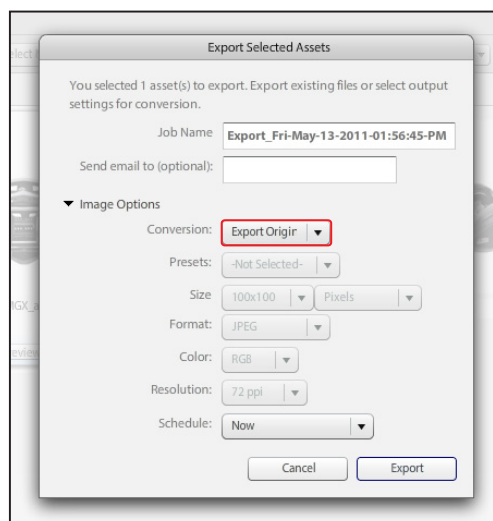 Export Selected Assets
You selected 1 asset(s) to export. Export existing files or select output
settings for conversion.
Job Name Export_Fri-May-13-2011-01:56:45-PM
Send email to (optional):
Image Options
Conversion: Export Origin
Presets: -Not Selected-
Size 100x100 Pixels
Format: JPEG
Color: RGB
Resolution: 72 ppi
Schedule: Now
Cancel Export